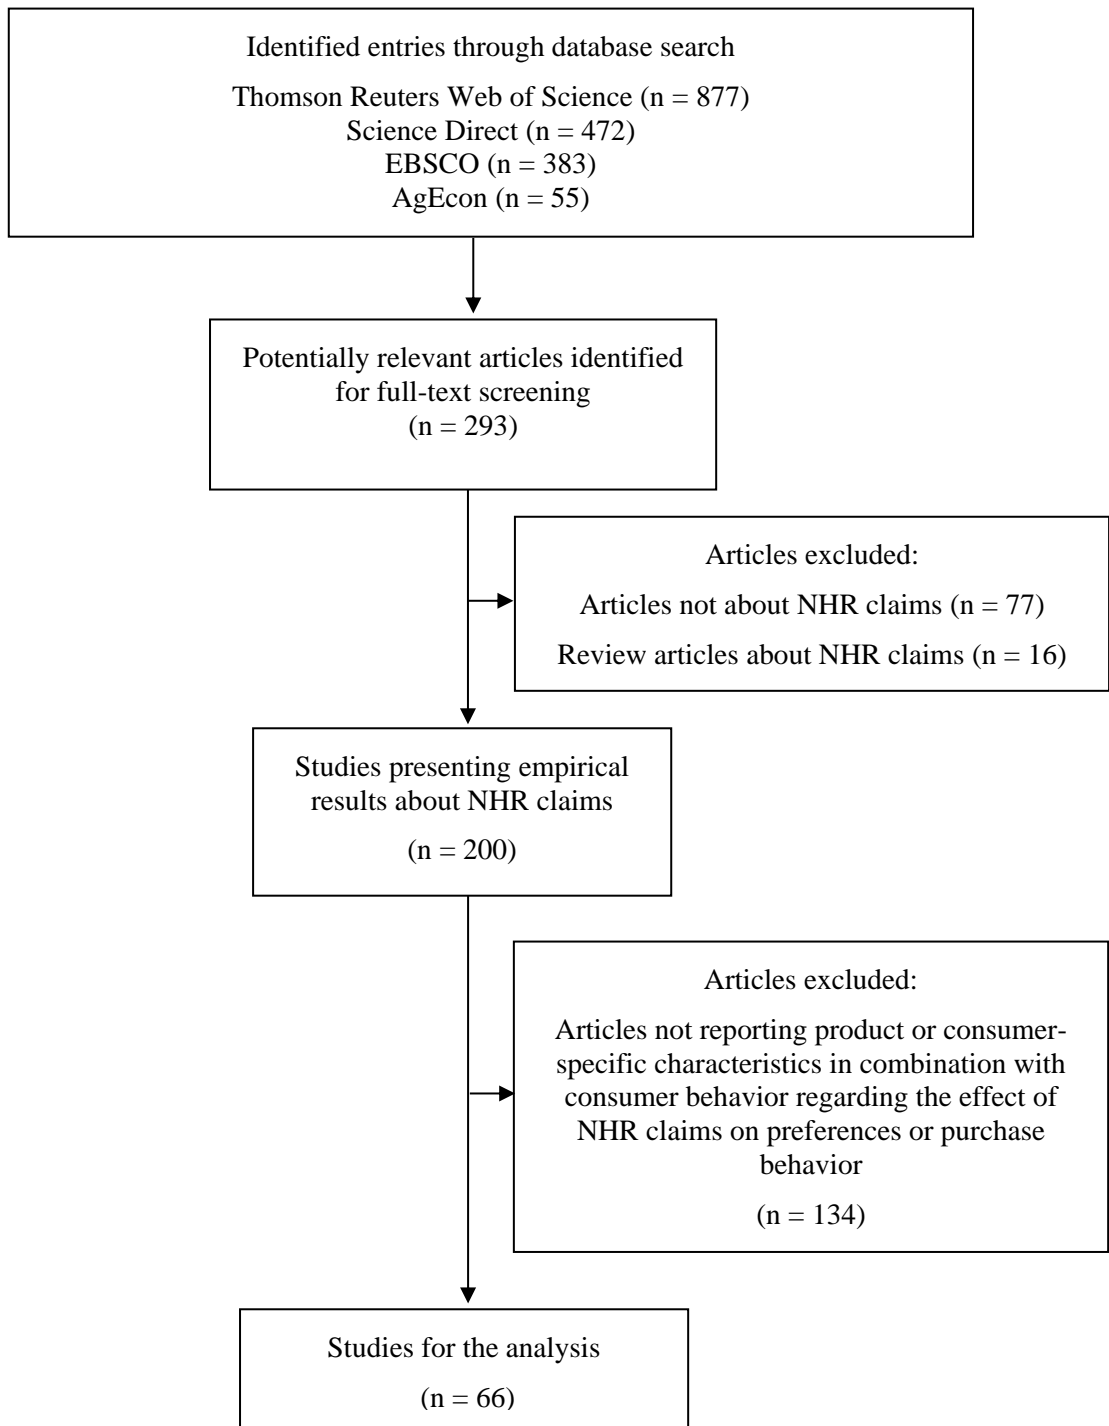 Identified entries through database search
Thomson Reuters Web of Science (n = 877)
Science Direct (n = 472)
EBSCO (n = 383)
AgEcon (n = 55)
Potentially relevant articles identified
for full-text screening
(n = 293)
Articles excluded:
Articles not about NHR claims (n = 77)
Review articles about NHR claims (n = 16)
Studies presenting empirical
results about NHR claims
(n = 200)
Articles excluded:
Articles not reporting product or consumer-
specific characteristics in combination with
consumer behavior regarding the effect of
NHR claims on preferences or purchase
behavior
(n = 134)
Studies for the analysis
(n = 66)